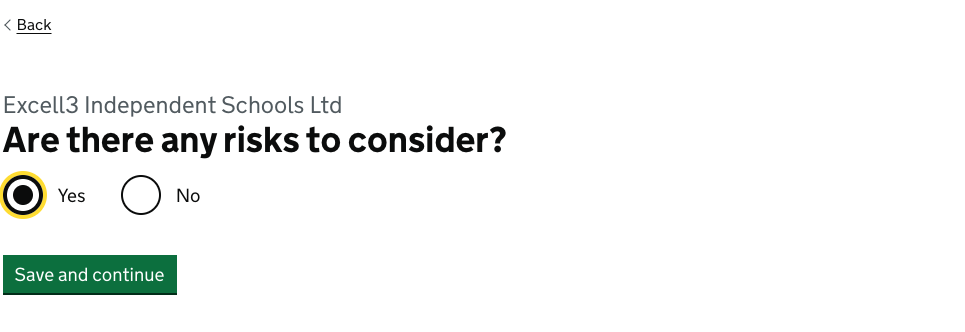 Back
Excell3 Independent Schools Ltd
Are there any risks to consider?
Yes No
Save and continue